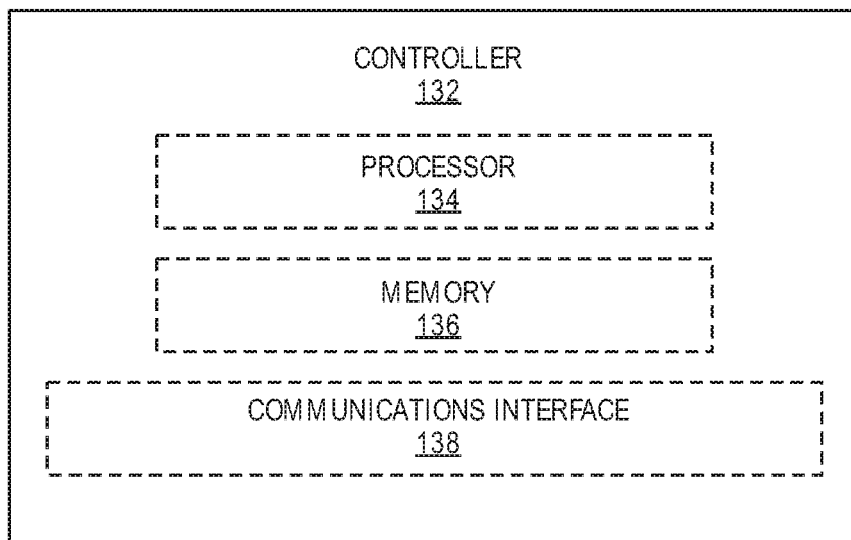 CONTROLLER
132
PROCESSOR
134
MEMORY
136
COMMUNICATIONS INTERFACE
138